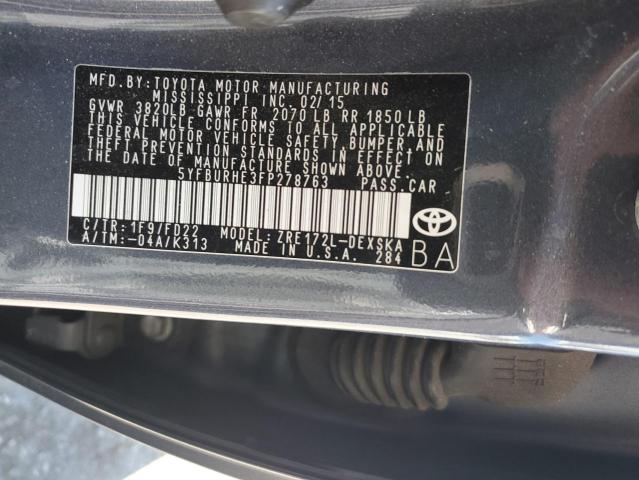 MFD. BY: TOYOTA MOTOR MANUFACTURING
MISSISSIPPI INC. 02/15
GVWR 3820LB GAWR FR 2070 LB RR 1850 LB
THIS VEHICLE CONFORMS TO ALL APPLICABLE
FEDERAL MOTOR VEHICLE SAFETY, BUMPER, AND
THEFT PREVENTION STANDARDS IN EFFECT
ON THE DATE OF MANUFACTURE SHOWN ABOVE.
5YFBURHE3FP278763 PASS. CAR
C/TR: 1F9/FD22 MODEL: ZRE172L-DEXSKA
A/TM: -04A/K313 MADE IN U.S.A. 284
BA